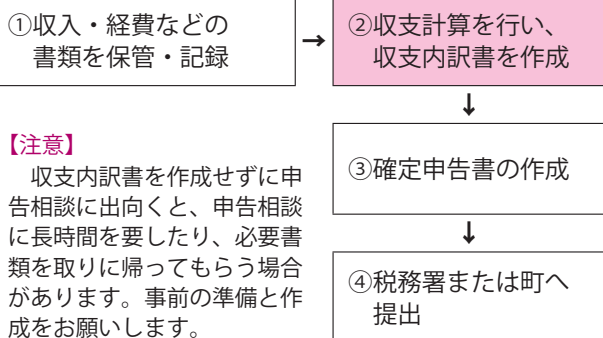 ①収入・経費などの
書類を保管・記録
→
②収支計算を行い、
収支内訳書を作成
↓
③確定申告書の作成
↓
④税務署または町へ
提出
【注意】
収支内訳書を作成せずに申
告相談に出向くと、申告相談
に長時間を要したり、必要書
類を取りに帰ってもらう場合
があります。事前の準備と作
成をお願いします。